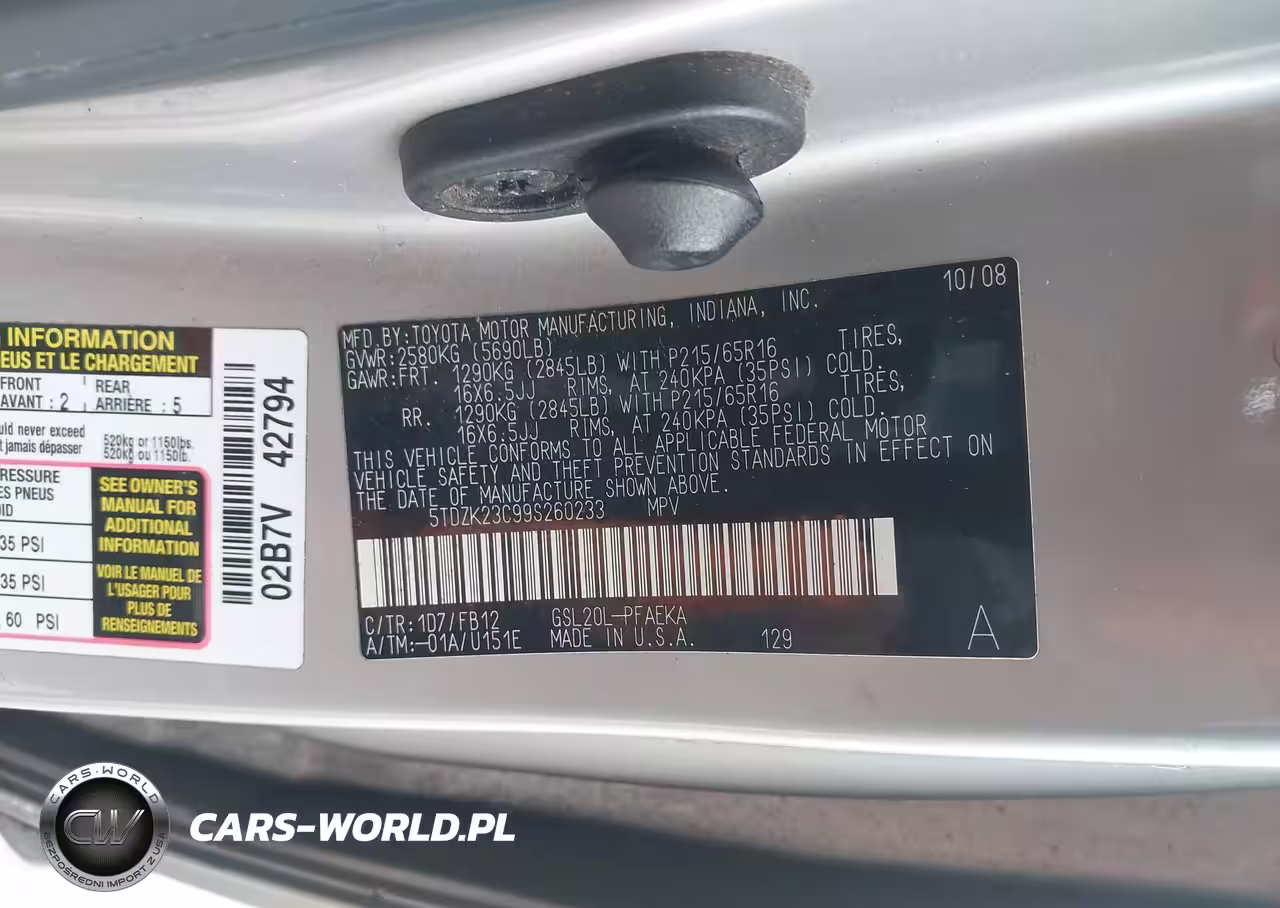 INFORMATION
NEUS ET LE CHARGEMENT
FRONT
AVANT : 2
REAR
ARRIÈRE : 5
never exceed
jamais dépasser
520kg or 1150lbs.
520kg ou 1150lb.
PNEUS
35 PSI
35 PSI
60 PSI
SEE OWNER'S
MANUAL FOR
ADDITIONAL
INFORMATION
VOIR LE MANUEL DE
L'USAGER POUR
PLUS DE
RENSEIGNEMENTS
02B7V 42794
10/08
MFD.BY:TOYOTA MOTOR MANUFACTURING, INDIANA, INC.
GVWR:2580KG (5690LB)
GAWR:FRT. 1290KG (2845LB) WITH P215/65R16 TIRES,
16X6.5JJ RIMS, AT 240KPA (35PSI) COLD.
RR. 1290KG (2845LB) WITH P215/65R16 TIRES,
16X6.5JJ RIMS, AT 240KPA (35PSI) COLD.
THIS VEHICLE CONFORMS TO ALL APPLICABLE FEDERAL MOTOR
VEHICLE SAFETY AND THEFT PREVENTION STANDARDS IN EFFECT ON
THE DATE OF MANUFACTURE SHOWN ABOVE.
5TDZK23C99S260233 MPV
C/TR:1D7/FB12 GSL20L-PFAEKA
A/TM:-01A/U151E MADE IN U.S.A. 129 A
CARS-WORLD
CW
BEZPOŚREDNI IMPORT Z USA
CARS-WORLD.PL